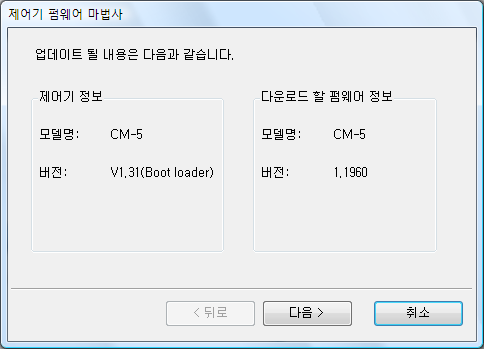 제어기 펌웨어 마법사
업데이트 될 내용은 다음과 같습니다.
제어기 정보
모델명: CM-5
버전: V1.31(Boot loader)
다운로드 할 펌웨어 정보
모델명: CM-5
버전: 1.1960
< 뒤로
다음 >
취소